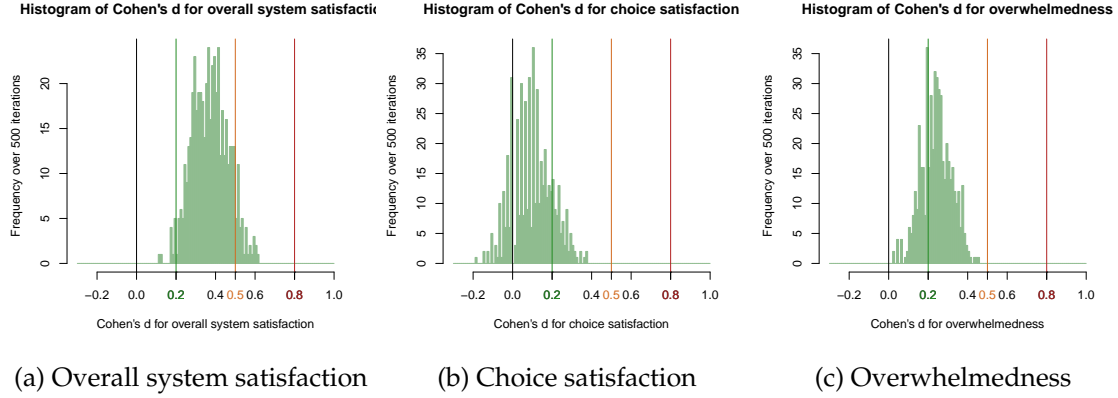 Histogram of Cohen's d for overall system satisfactic
Frequency over 500 iterations
20
15
10
5
0
−0.2 0.0 0.2 0.4 0.5 0.6 0.8 1.0
Cohen's d for overall system satisfaction
(a) Overall system satisfaction
Histogram of Cohen's d for choice satisfaction
Frequency over 500 iterations
35
30
25
20
15
10
5
0
−0.2 0.0 0.2 0.4 0.5 0.6 0.8 1.0
Cohen's d for choice satisfaction
(b) Choice satisfaction
Histogram of Cohen's d for overwhelmedness
Frequency over 500 iterations
35
30
25
20
15
10
5
0
−0.2 0.0 0.2 0.4 0.5 0.6 0.8 1.0
Cohen's d for overwhelmedness
(c) Overwhelmedness